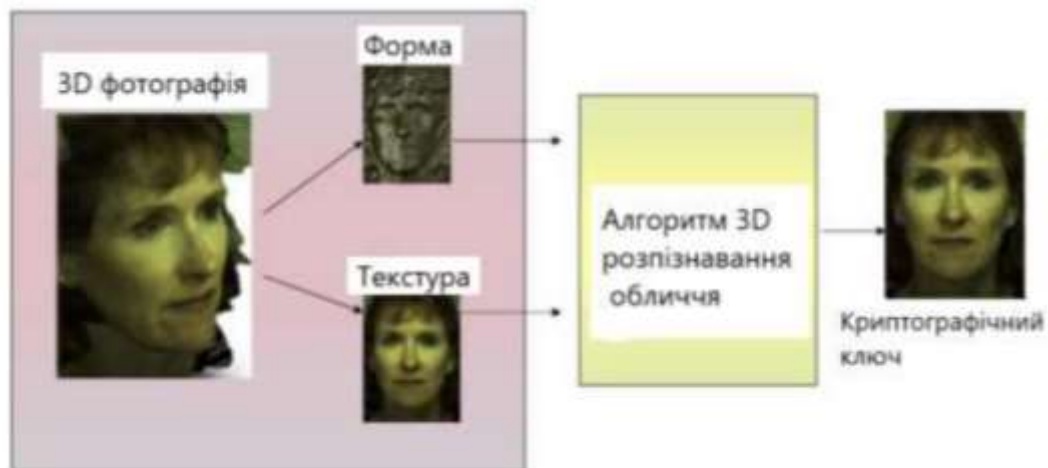 3D фотографія
Форма
Текстура
Алгоритм 3D
розпізнавання
обличчя
Криптографічний
ключ